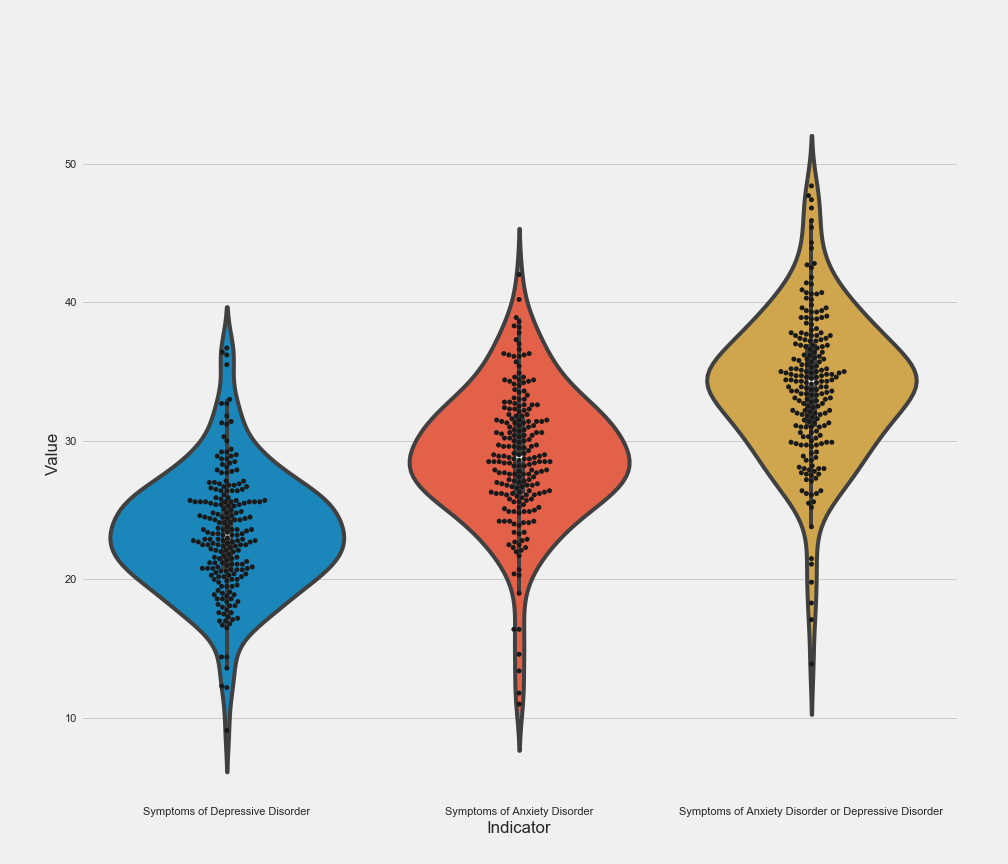 50
40
30
20
10
Value
Symptoms of Depressive Disorder
Symptoms of Anxiety Disorder
Symptoms of Anxiety Disorder or Depressive Disorder
Indicator